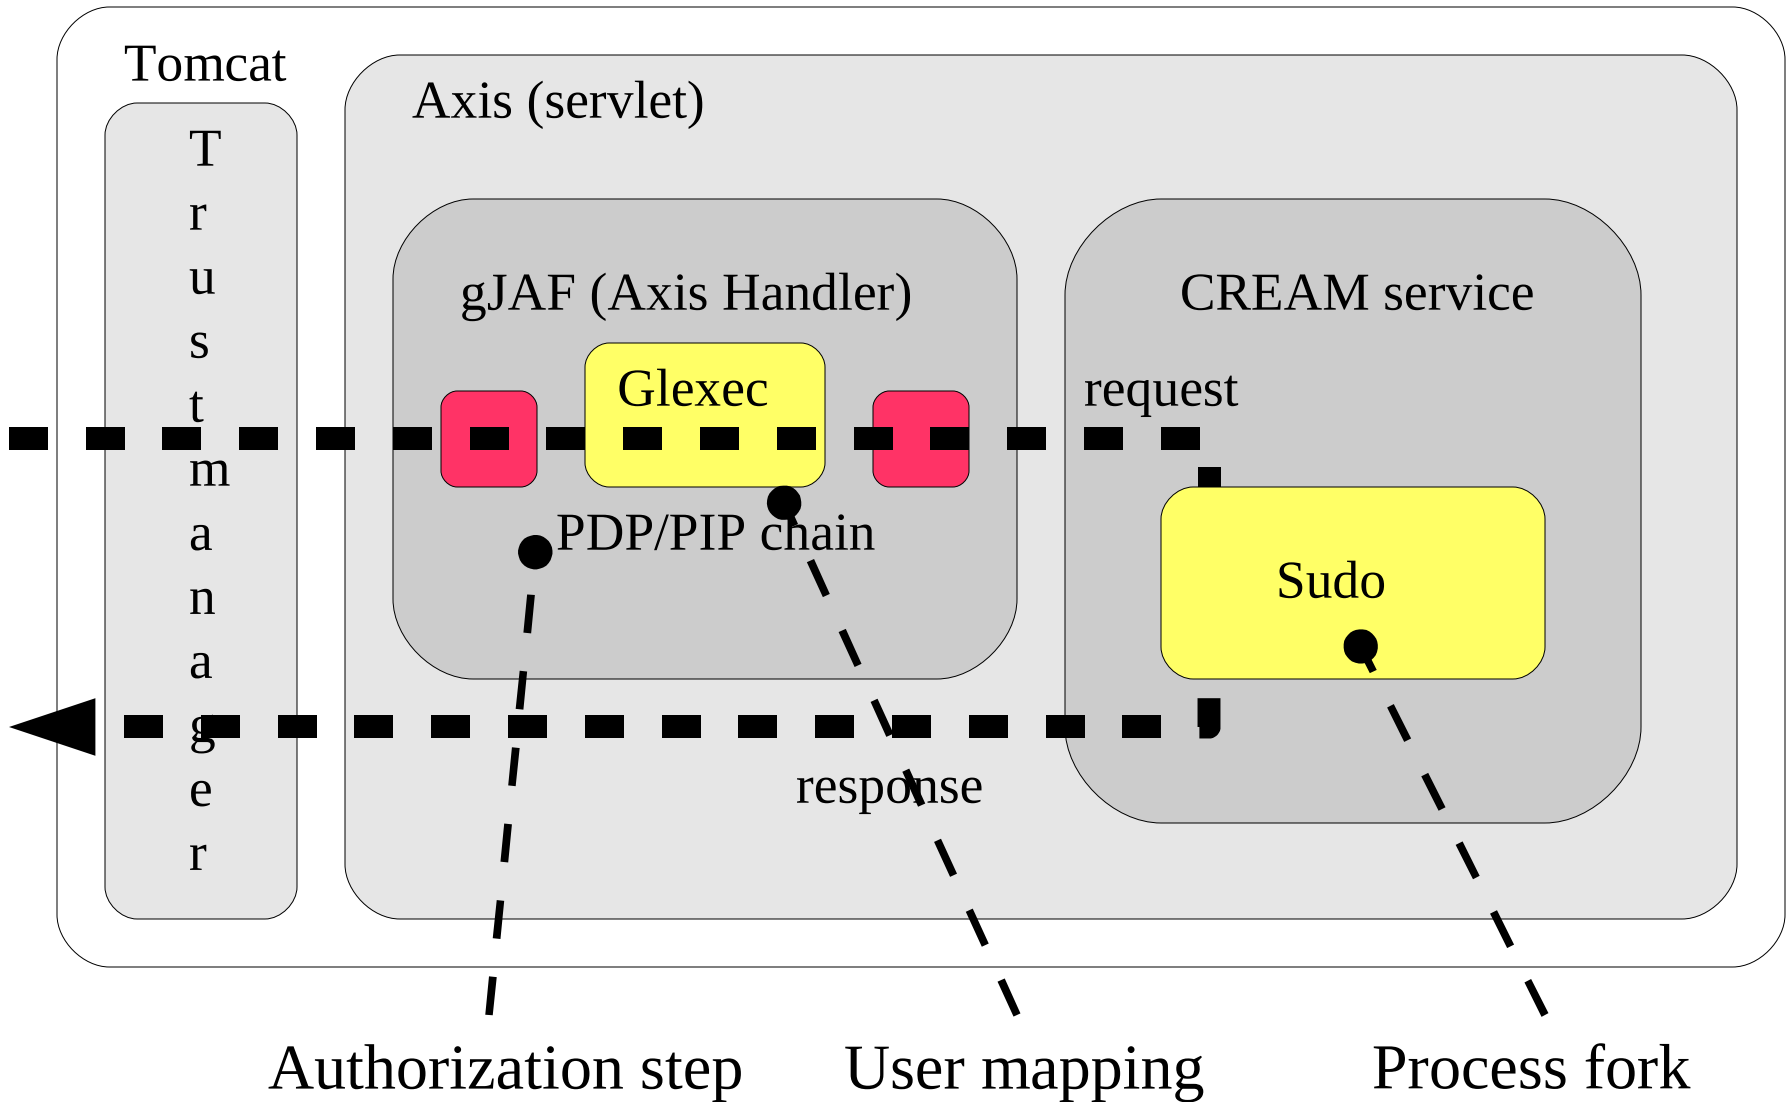 Tomcat
Axis (servlet)
T
r
u
s
t
m
a
n
a
g
e
r
gJAF (Axis Handler)
CREAM service
Glexec
request
PDP/PIP chain
Sudo
response
Authorization step
User mapping
Process fork